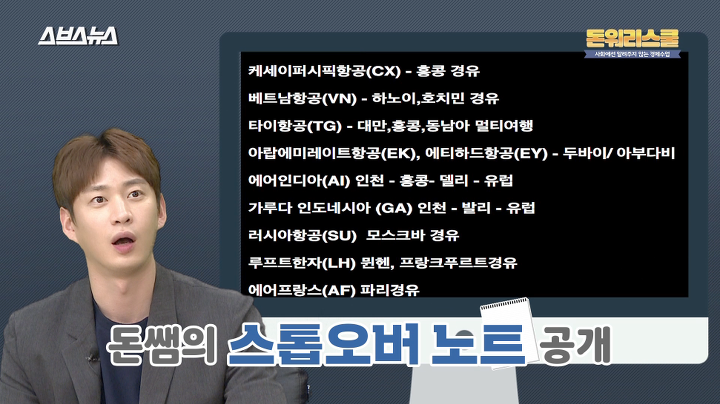 스브스뉴스
돈워리스쿨
사회에선 알려주지 않는 경제수업
케세이퍼시픽항공(CX) - 홍콩 경유
베트남항공(VN) - 하노이,호치민 경유
타이항공(TG) - 대만,홍콩,동남아 멀티여행
아랍에미레이트항공(EK), 에티하드항공(EY) - 두바이/ 아부다비
에어인디아(AI) 인천 - 홍콩- 델리 - 유럽
가루다 인도네시아 (GA) 인천 - 발리 - 유럽
러시아항공(SU) 모스크바 경유
루프트한자(LH) 뮌헨, 프랑크푸르트경유
에어프랑스(AF) 파리경유
돈쌤의 스톱오버 노트 공개